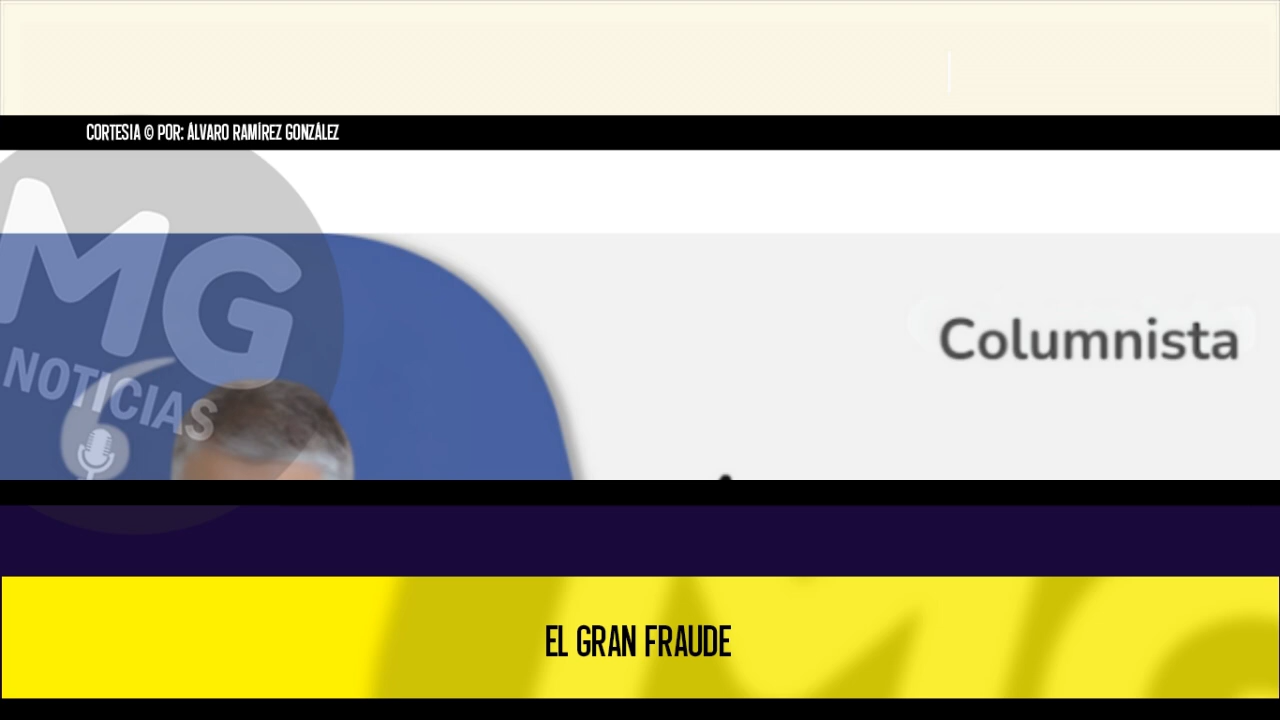 CORTESIA © POR: ÁLVARO RAMÍREZ GONZÁLEZ
MG
NOTICIAS
Columnista
EL GRAN FRAUDE